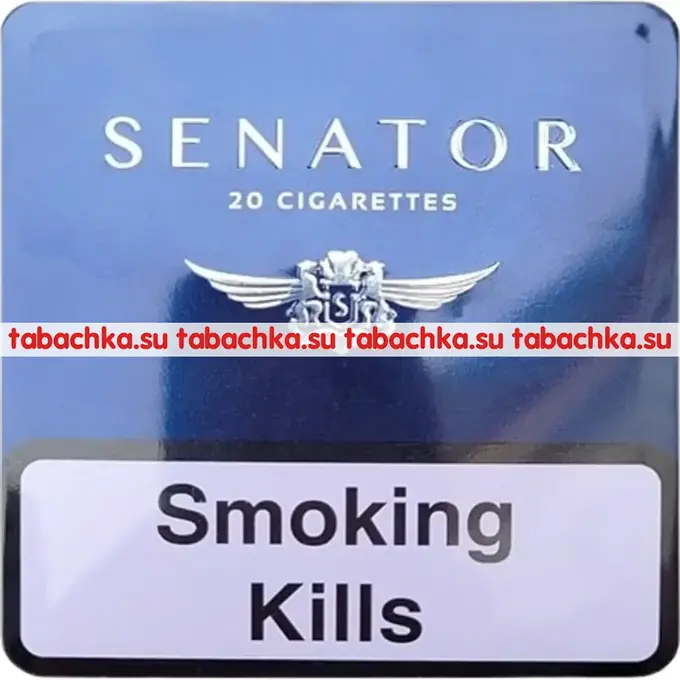 SENATOR
20 CIGARETTES
S
tabachka.su tabachka.su tabachka.su tabachka.su
Smoking
Kills